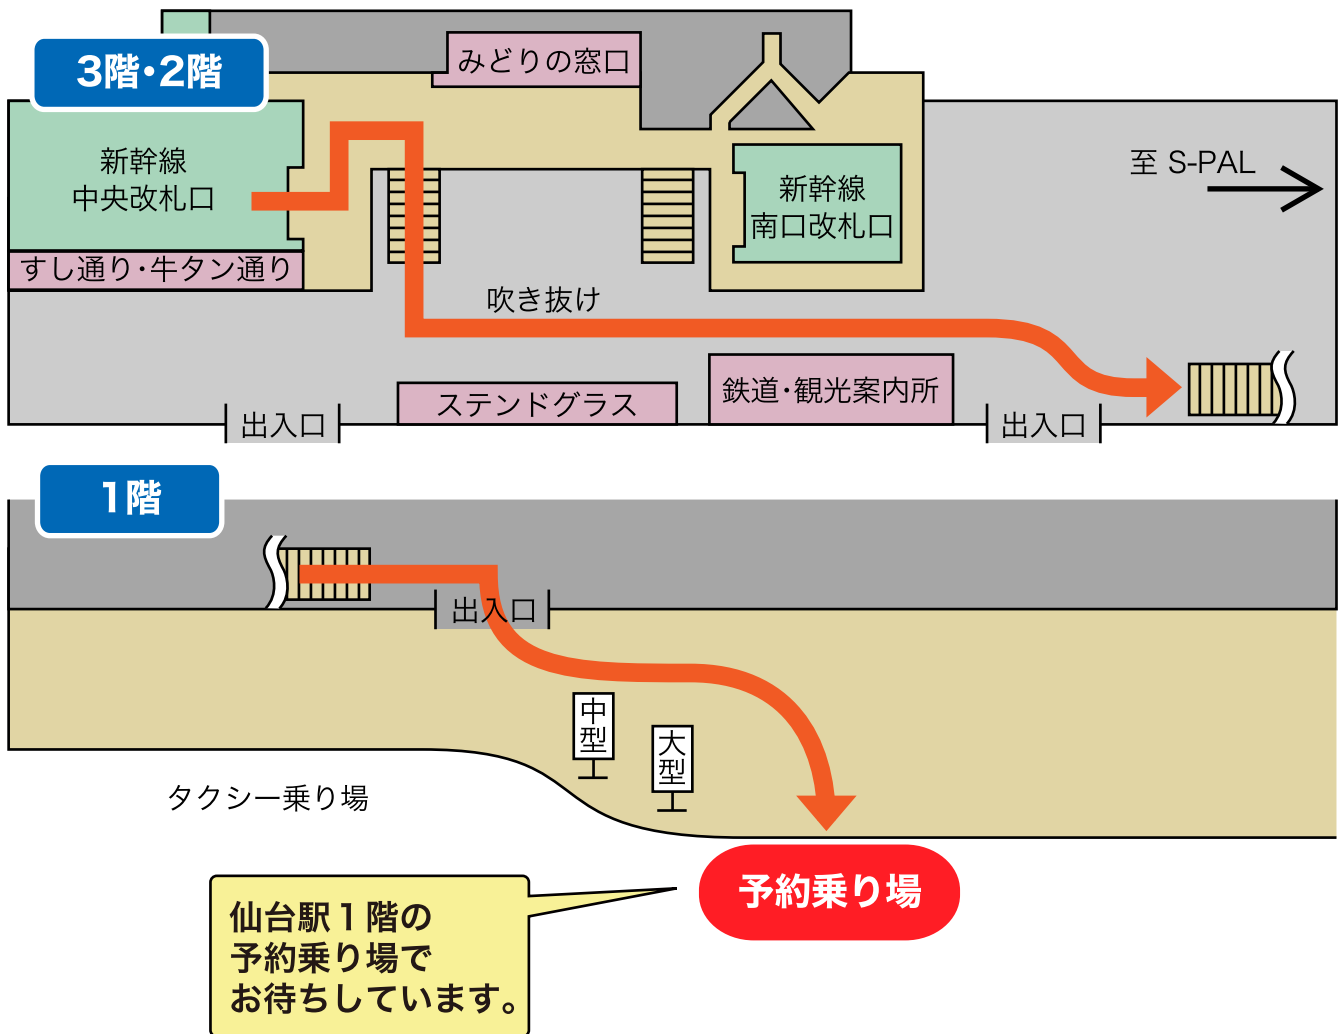 3階・2階
みどりの窓口
新幹線
中央改札口
至 S-PAL
新幹線
南口改札口
すし通り・牛タン通り
吹き抜け
鉄道・観光案内所
ステンドグラス
出入口
出入口
1階
出入口
中型
大型
タクシー乗り場
予約乗り場
仙台駅1階の
予約乗り場で
お待ちしています。